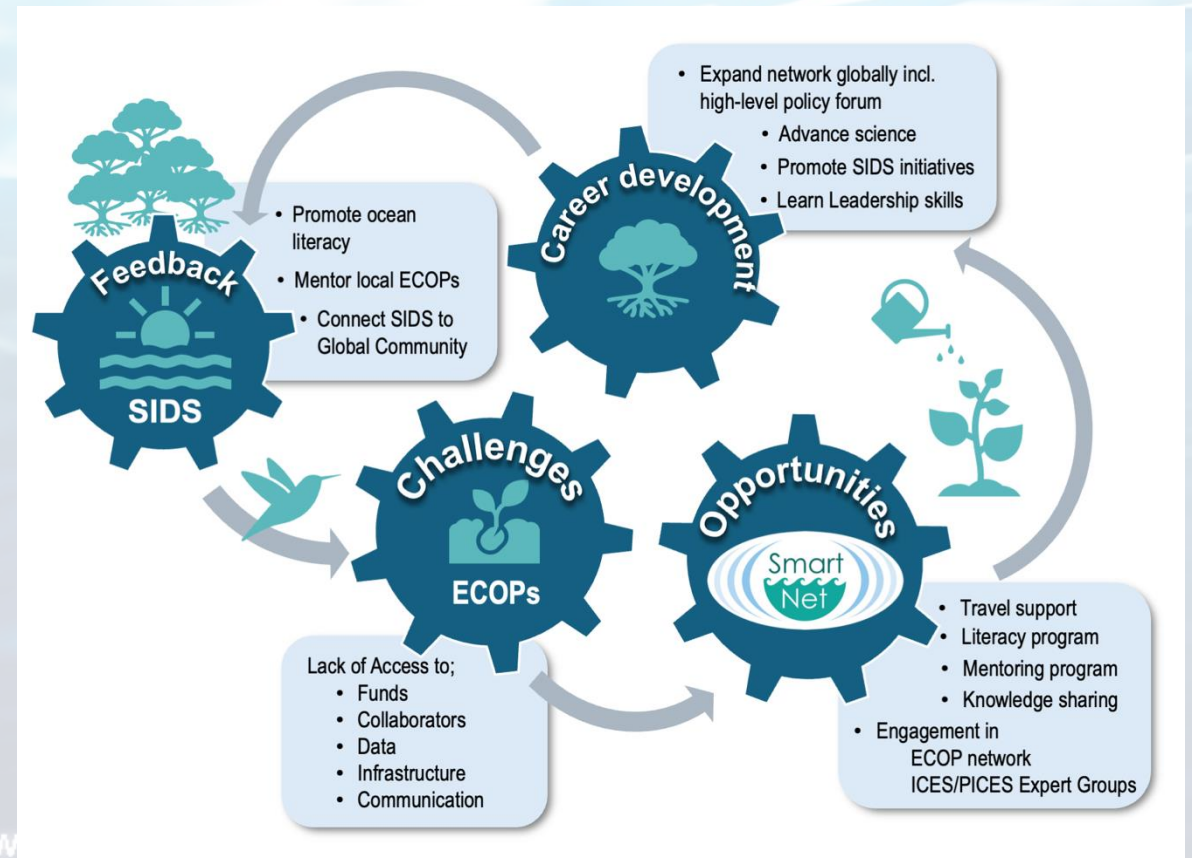 • Expand network globally incl.
high-level policy forum
• Advance science
• Promote SIDS initiatives
• Learn Leadership skills
Career development
• Promote ocean
literacy
• Mentor local ECOPs
• Connect SIDS to
Global Community
Feedback
SIDS
Challenges
ECOPs
Lack of Access to;
• Funds
• Collaborators
• Data
• Infrastructure
• Communication
Opportunities
Smart
Net
• Travel support
• Literacy program
• Mentoring program
• Knowledge sharing
• Engagement in
ECOP network
ICES/PICES Expert Groups